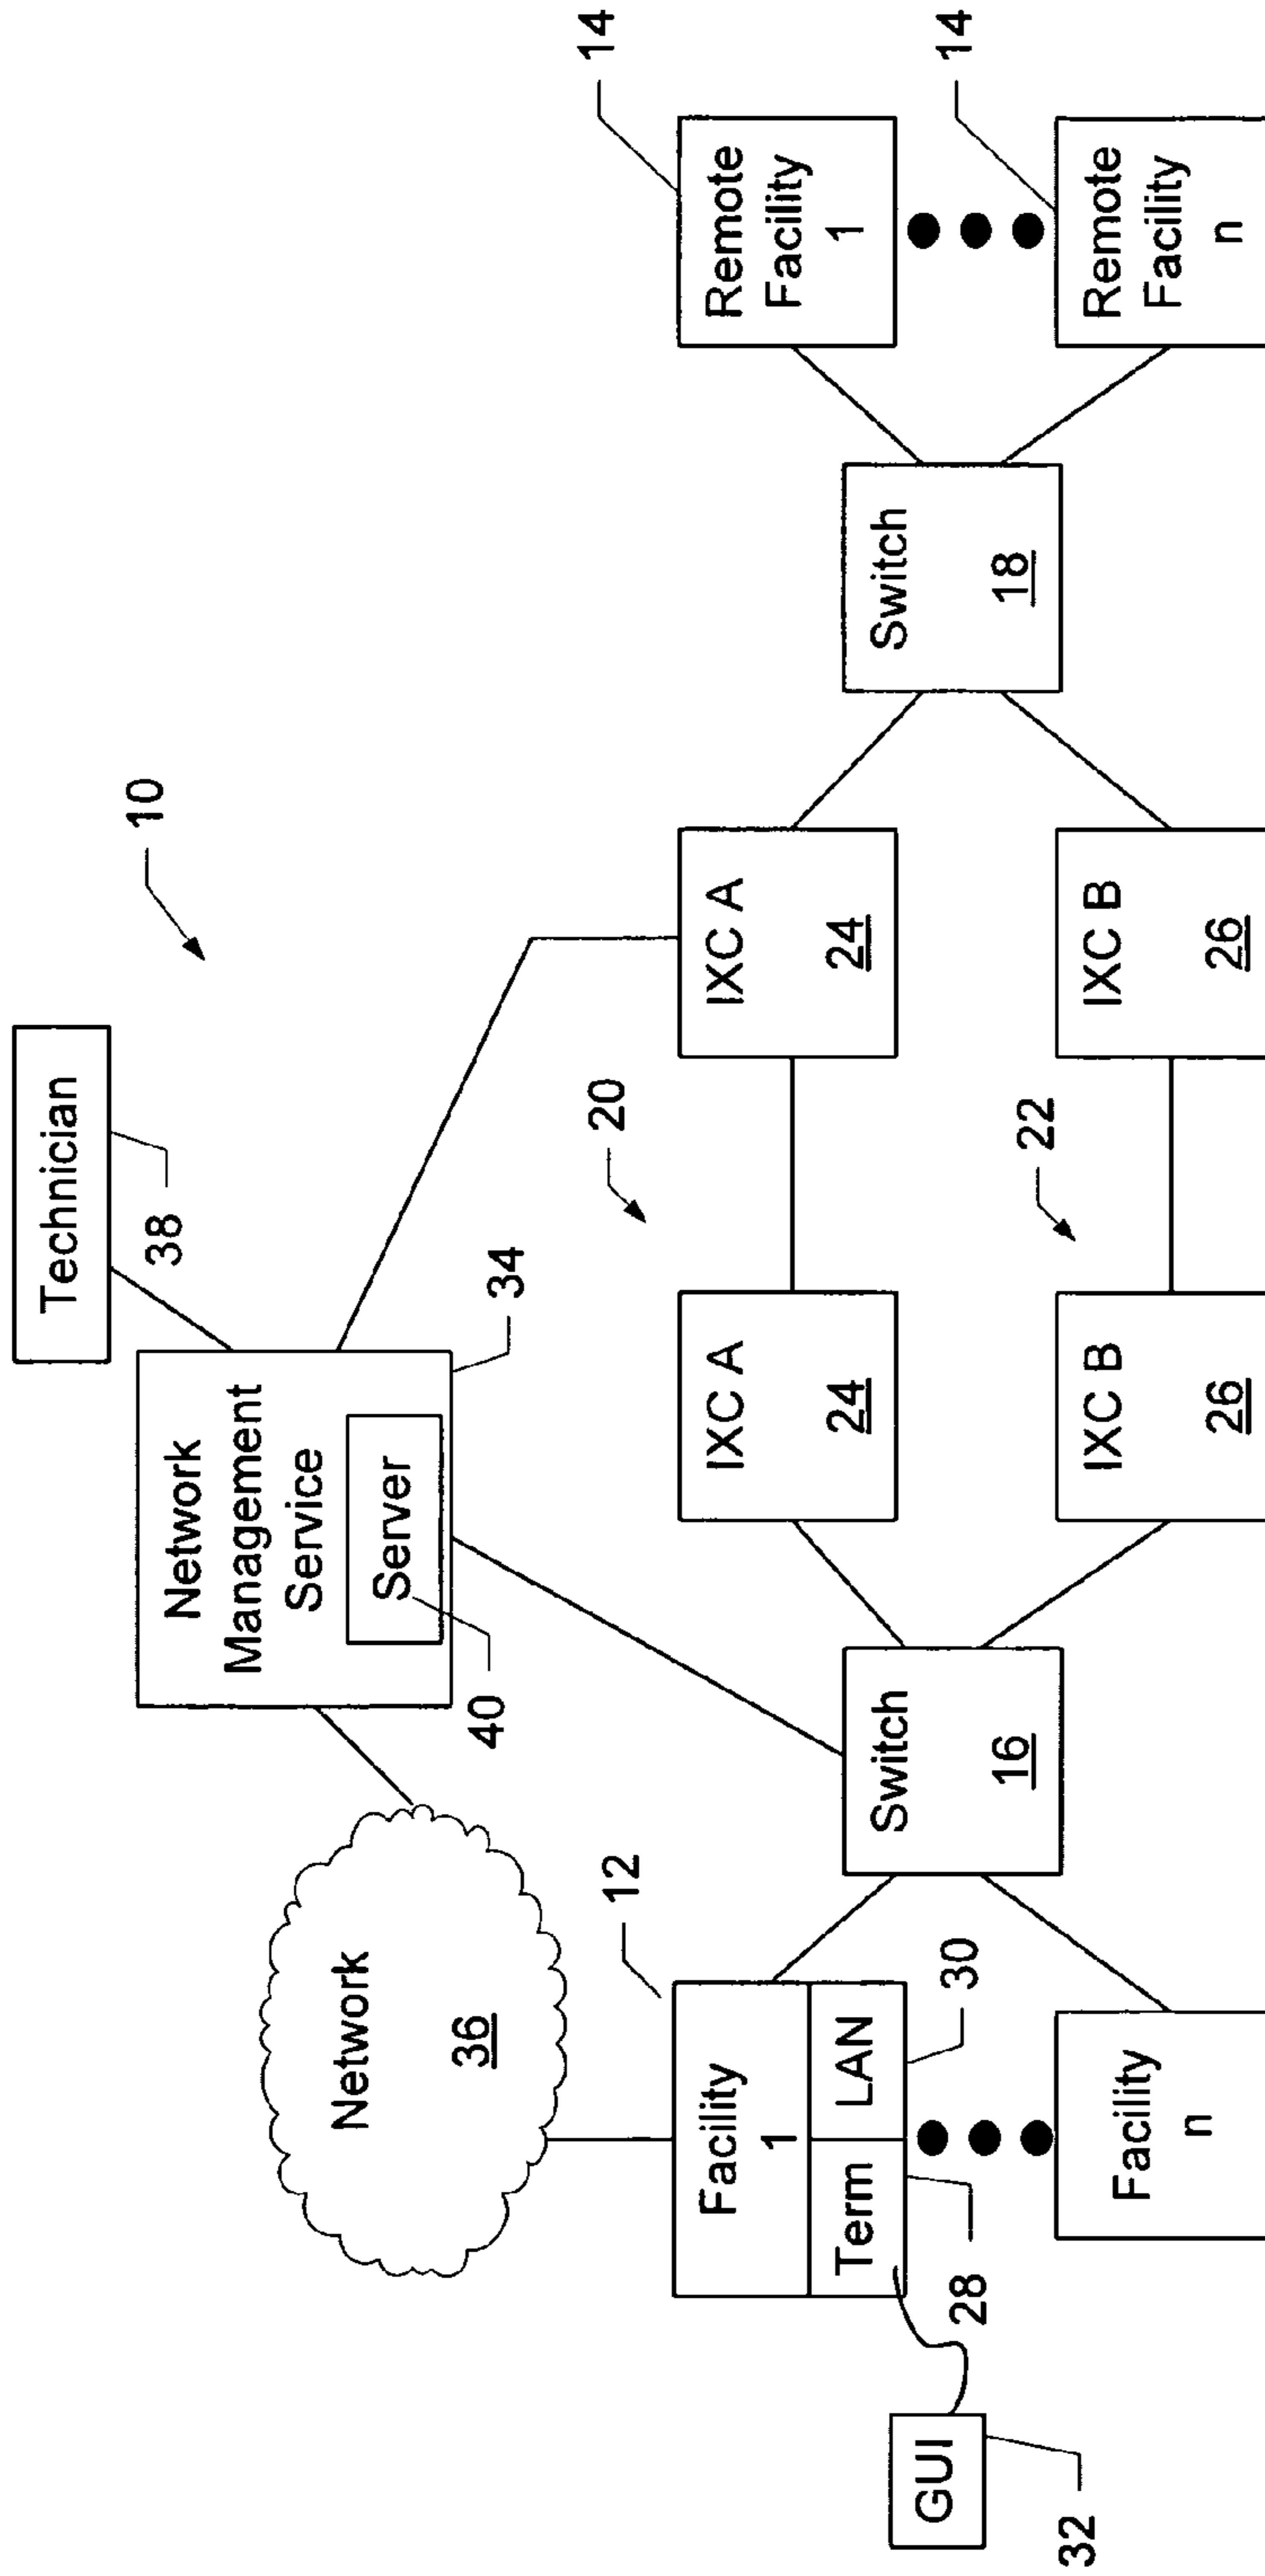 Technician
38
10
Network
Management
Service
Server
34
40
Network
36
12
Facility
1
Term
LAN
28
30
GUI
32
Facility
n
Switch
16
20
IXC A
24
IXC A
24
22
IXC B
26
IXC B
26
Switch
18
Remote
Facility
1
14
Remote
Facility
n
14